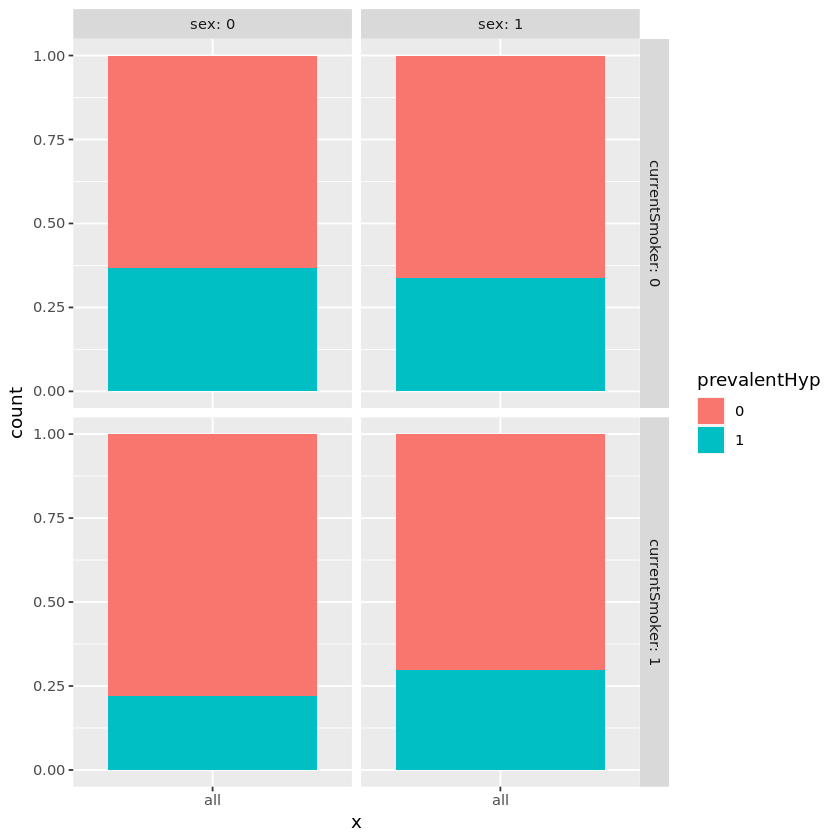 sex: 0
sex: 1
1.00
0.75
0.50
0.25
0.00
currentSmoker: 0
1.00
0.75
0.50
0.25
0.00
currentSmoker: 1
all
all
x
count
prevalentHyp
0
1